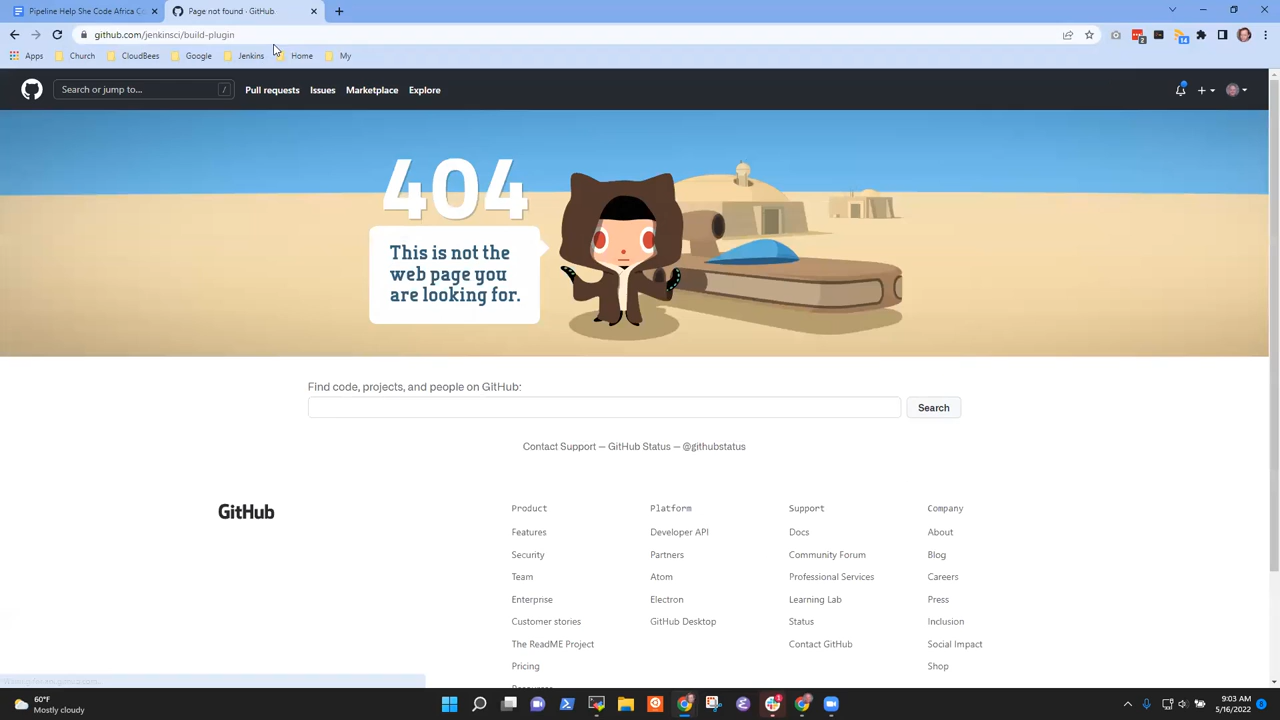 Pipeline Help She Code Africa Co
Page not found · GitHub
github.com/jenkinsci/build-plugin
2
14
Apps
Church
CloudBees
Google
Jenkins
Home
My
Search or jump to...
/
Pull requests
Issues
Marketplace
Explore
404
This is not the
web page you
are looking for.
Find code, projects, and people on GitHub:
Search
Contact Support — GitHub Status — @githubstatus
GitHub
Product
Platform
Support
Company
Features
Developer API
Docs
About
Security
Partners
Community Forum
Blog
Team
Atom
Professional Services
Careers
Enterprise
Electron
Learning Lab
Press
Customer stories
GitHub Desktop
Status
Inclusion
The ReadME Project
Contact GitHub
Social Impact
Pricing
Shop
60°F
Mostly cloudy
9:03 AM
5/16/2022